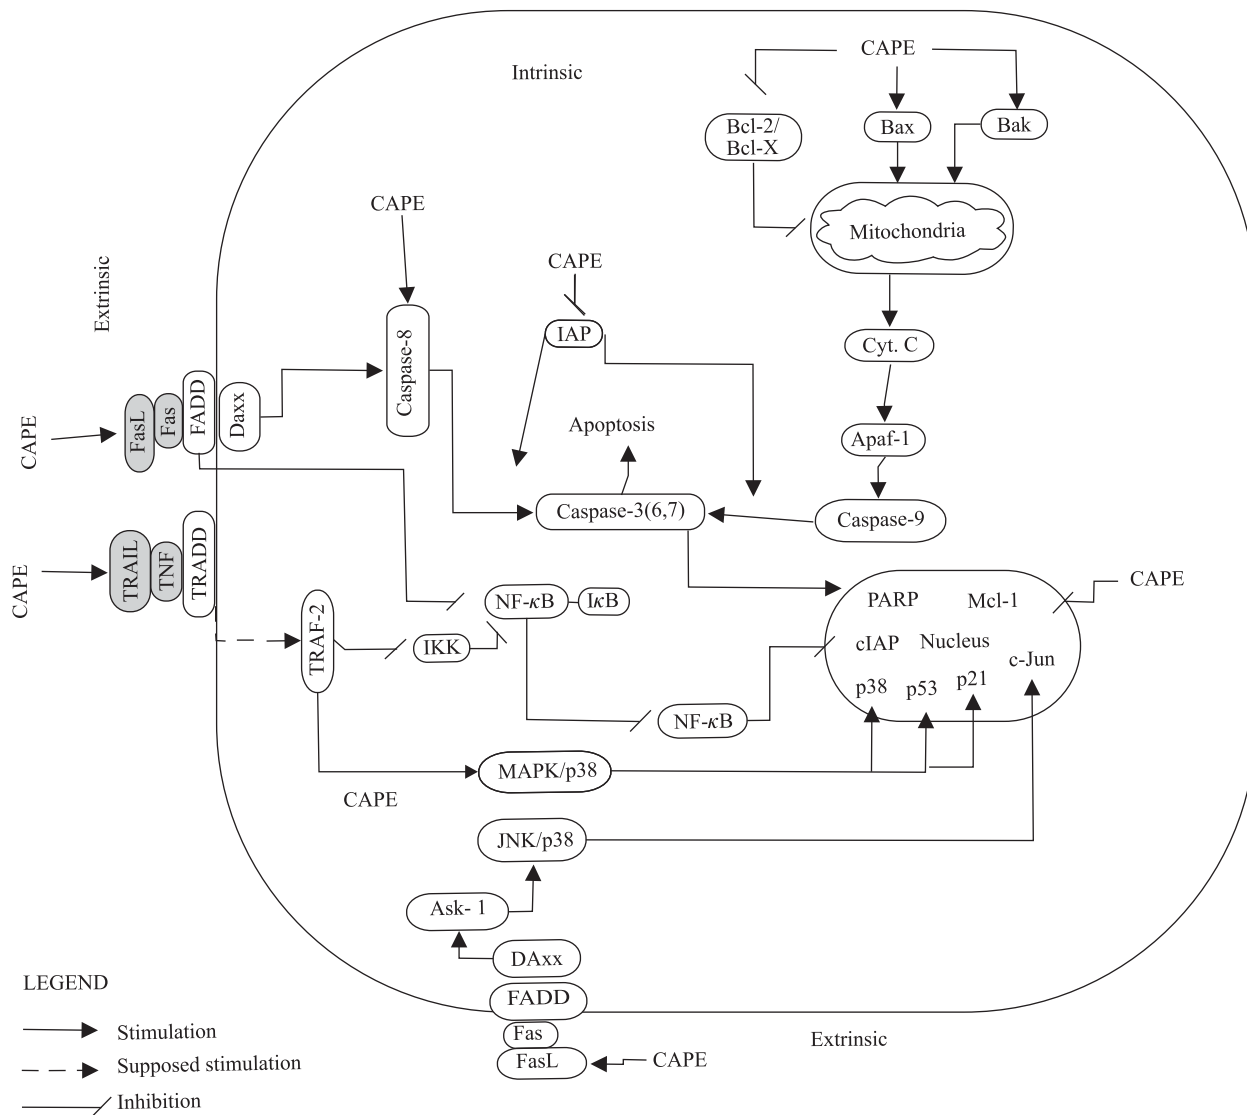 CAPE
Intrinsic
Bcl-2/
Bcl-X
Bax
Bak
CAPE
Mitochondria
Extrinsic
CAPE
IAP
Cyt. C
Caspase-8
CAPE
FasL
Fas
FADD
Daxx
Apoptosis
Apaf-1
Caspase-3(6,7)
Caspase-9
CAPE
TRAIL
TNF
TRADD
CAPE
PARP
Mcl-1
TRAF-2
NF-κB
IκB
IKK
cIAP
Nucleus
c-Jun
p38
p53
p21
NF-κB
MAPK/p38
CAPE
JNK/p38
Ask- 1
DAxx
FADD
Fas
FasL
CAPE
Extrinsic
LEGEND
Stimulation
Supposed stimulation
Inhibition